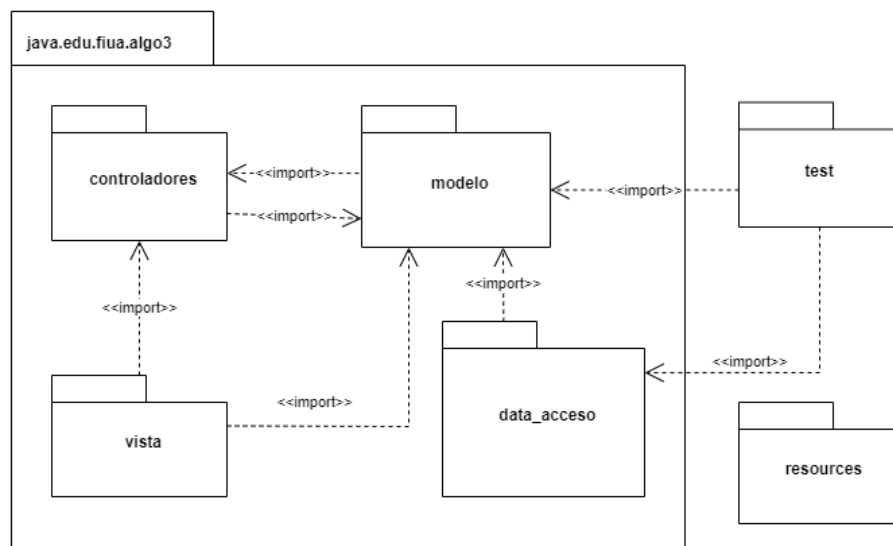 java.edu.fiua.algo3
controladores
<<import>>
<<import>>
modelo
<<import>>
test
<<import>>
<<import>>
<<import>>
<<import>>
vista
data_acceso
resources